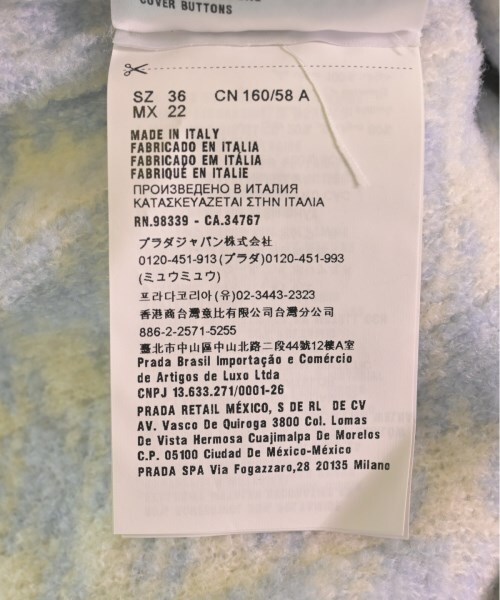 COVER BUTTONS
SZ 36 CN 160/58 A
MX 22
MADE IN ITALY
FABRICADO EN ITALIA
FABRICADO EM ITÁLIA
FABRIQUÉ EN ITALIE
ПРОИЗВЕДЕНО В ИТАЛИЯ
ΚΑΤΑΣΚΕΥΑΖΕΤΑΙ ΣΤΗΝ ΙΤΑΛΙΑ
RN.98339 - CA.34767
プラダジャパン株式会社
0120-451-913(プラダ)0120-451-993
(ミュウミュウ)
프라다코리아(유)02-3443-2323
香港商台灣意比有限公司台灣分公司
886-2-2571-5255
臺北市中山區中山北路二段44號12樓A室
Prada Brasil Importação e Comércio
de Artigos de Luxo Ltda
CNPJ 13.633.271/0001-26
PRADA RETAIL MÉXICO, S DE RL DE CV
AV. Vasco De Quiroga 3800 Col. Lomas
De Vista Hermosa Cuajimalpa De Morelos
C.P. 05100 Ciudad De México-México
PRADA SPA Via Fogazzaro,28 20135 Milano